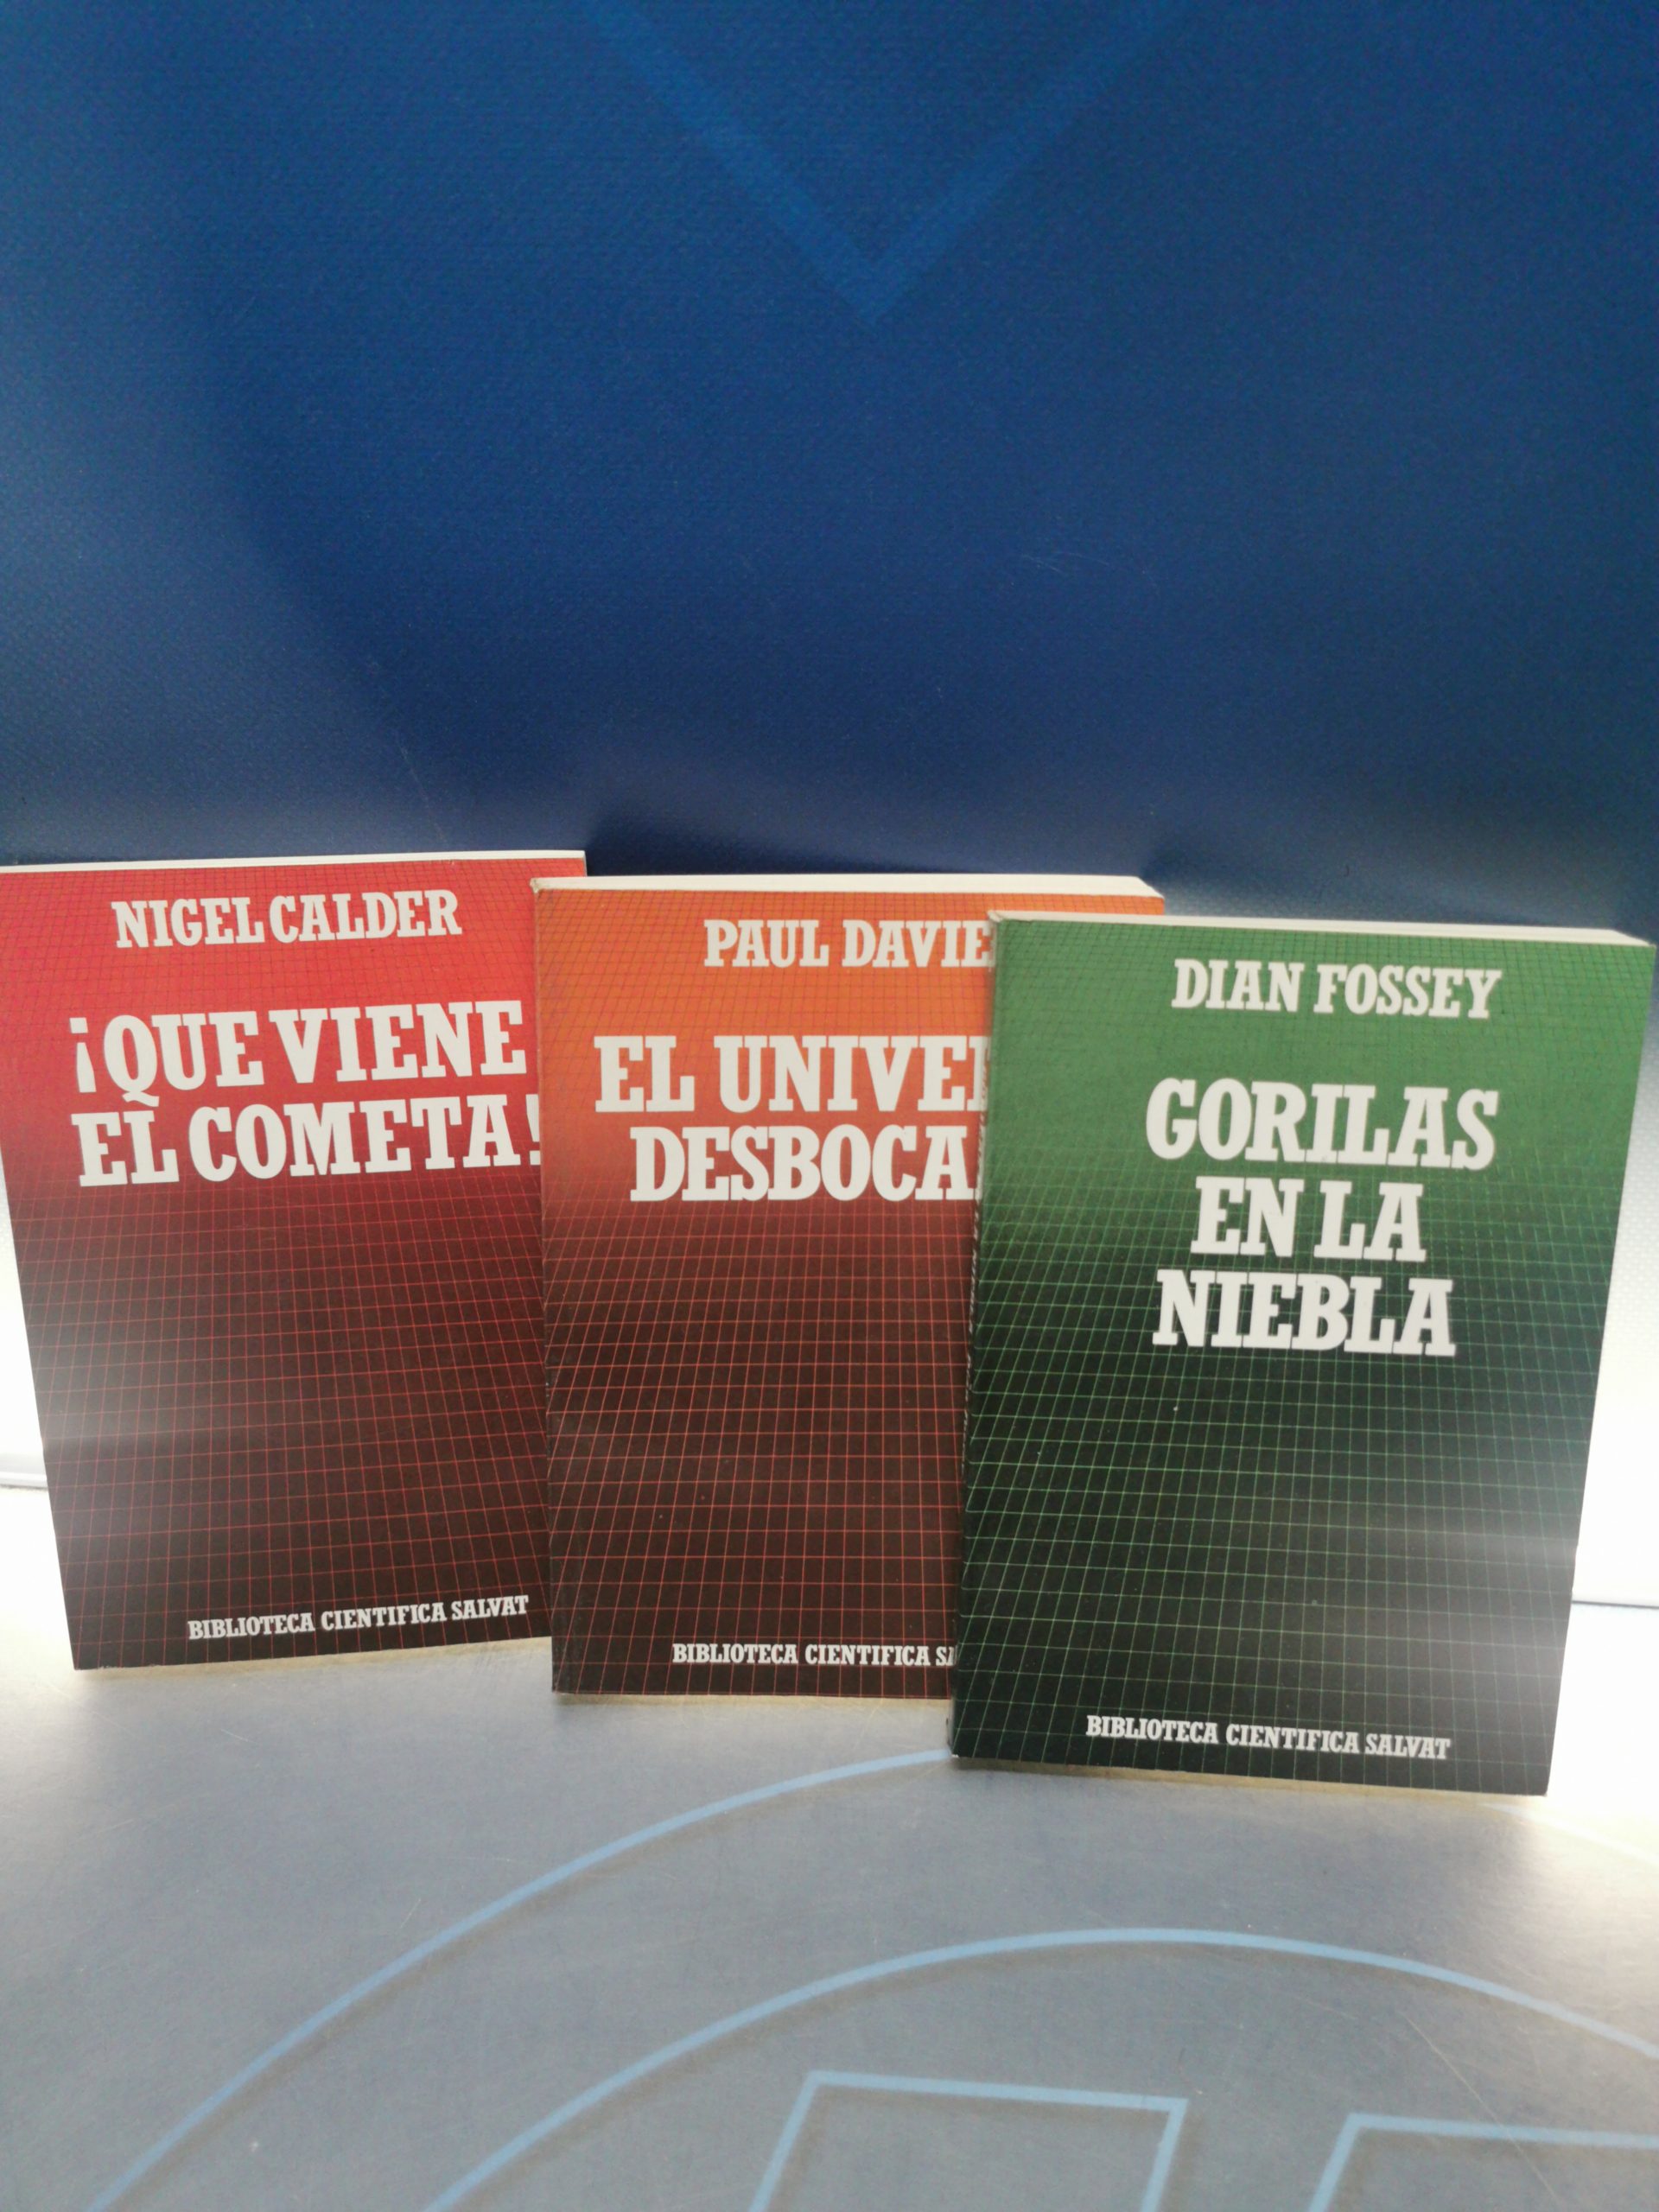 NIGEL CALDER
¡QUE VIENE
EL COMETA!
BIBLIOTECA CIENTIFICA SALVAT
PAUL DAVIE
EL UNIVE
DESBOCA
BIBLIOTECA CIENTIFICA SA
DIAN FOSSEY
GORILAS
EN LA
NIEBLA
BIBLIOTECA CIENTIFICA SALVAT